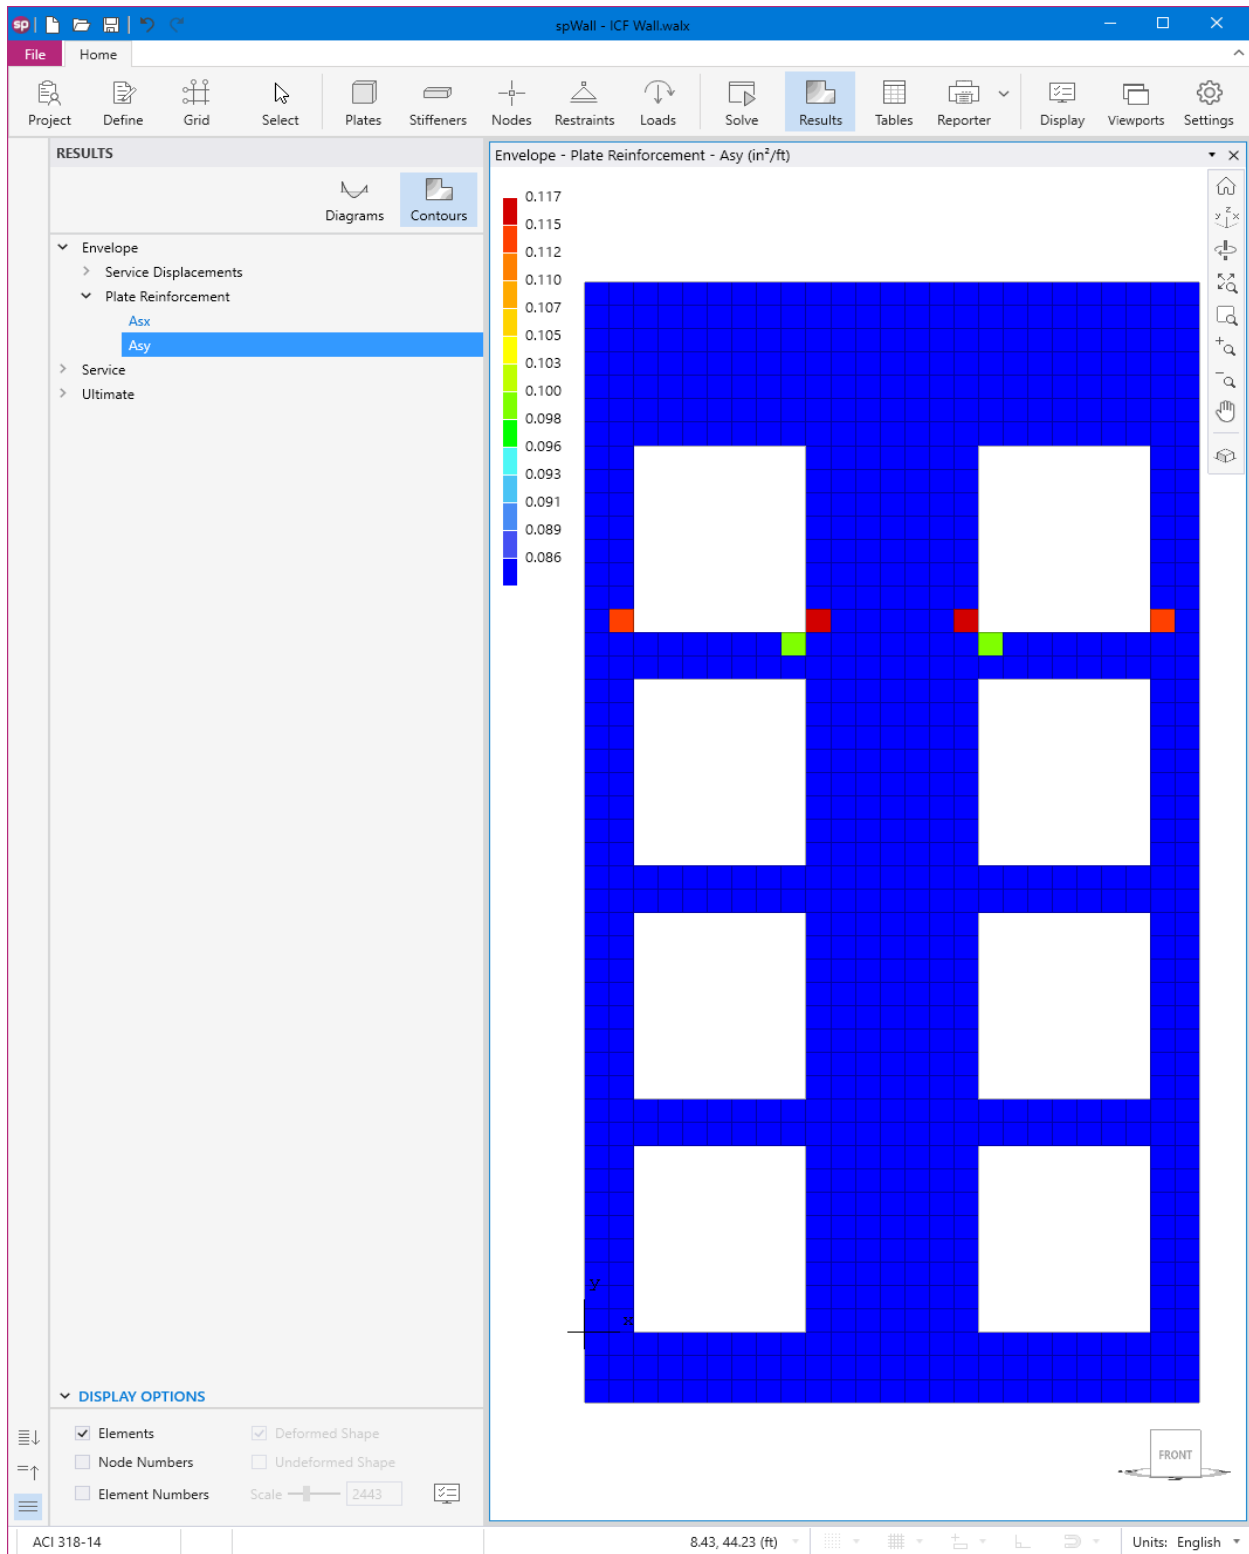 sp
spWall - ICF Wall.walx
File Home
Project Define Grid Select Plates Stiffeners Nodes Restraints Loads Solve Results Tables Reporter Display Viewports Settings
RESULTS
Diagrams Contours
Envelope
Service Displacements
Plate Reinforcement
Asx
Asy
Service
Ultimate
Envelope - Plate Reinforcement - Asy (in²/ft)
0.117
0.115
0.112
0.110
0.107
0.105
0.103
0.100
0.098
0.096
0.093
0.091
0.089
0.086
y
x
y z x
FRONT
DISPLAY OPTIONS
Elements Deformed Shape
Node Numbers Undeformed Shape
Element Numbers Scale 2443
ACI 318-14 8.43, 44.23 (ft) Units: English